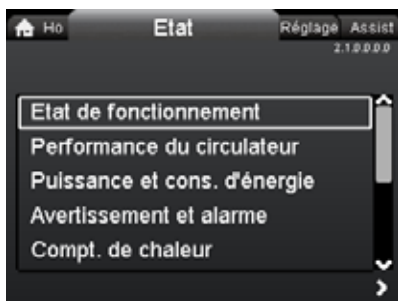 Ho Etat Réglage Assist
2.1.0.0.0.0
Etat de fonctionnement
Performance du circulateur
Puissance et cons. d'énergie
Avertissement et alarme
Compt. de chaleur